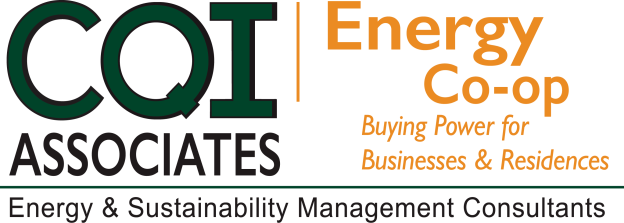 CQI
ASSOCIATES
Energy
Co-op
Buying Power for
Businesses & Residences
Energy & Sustainability Management Consultants